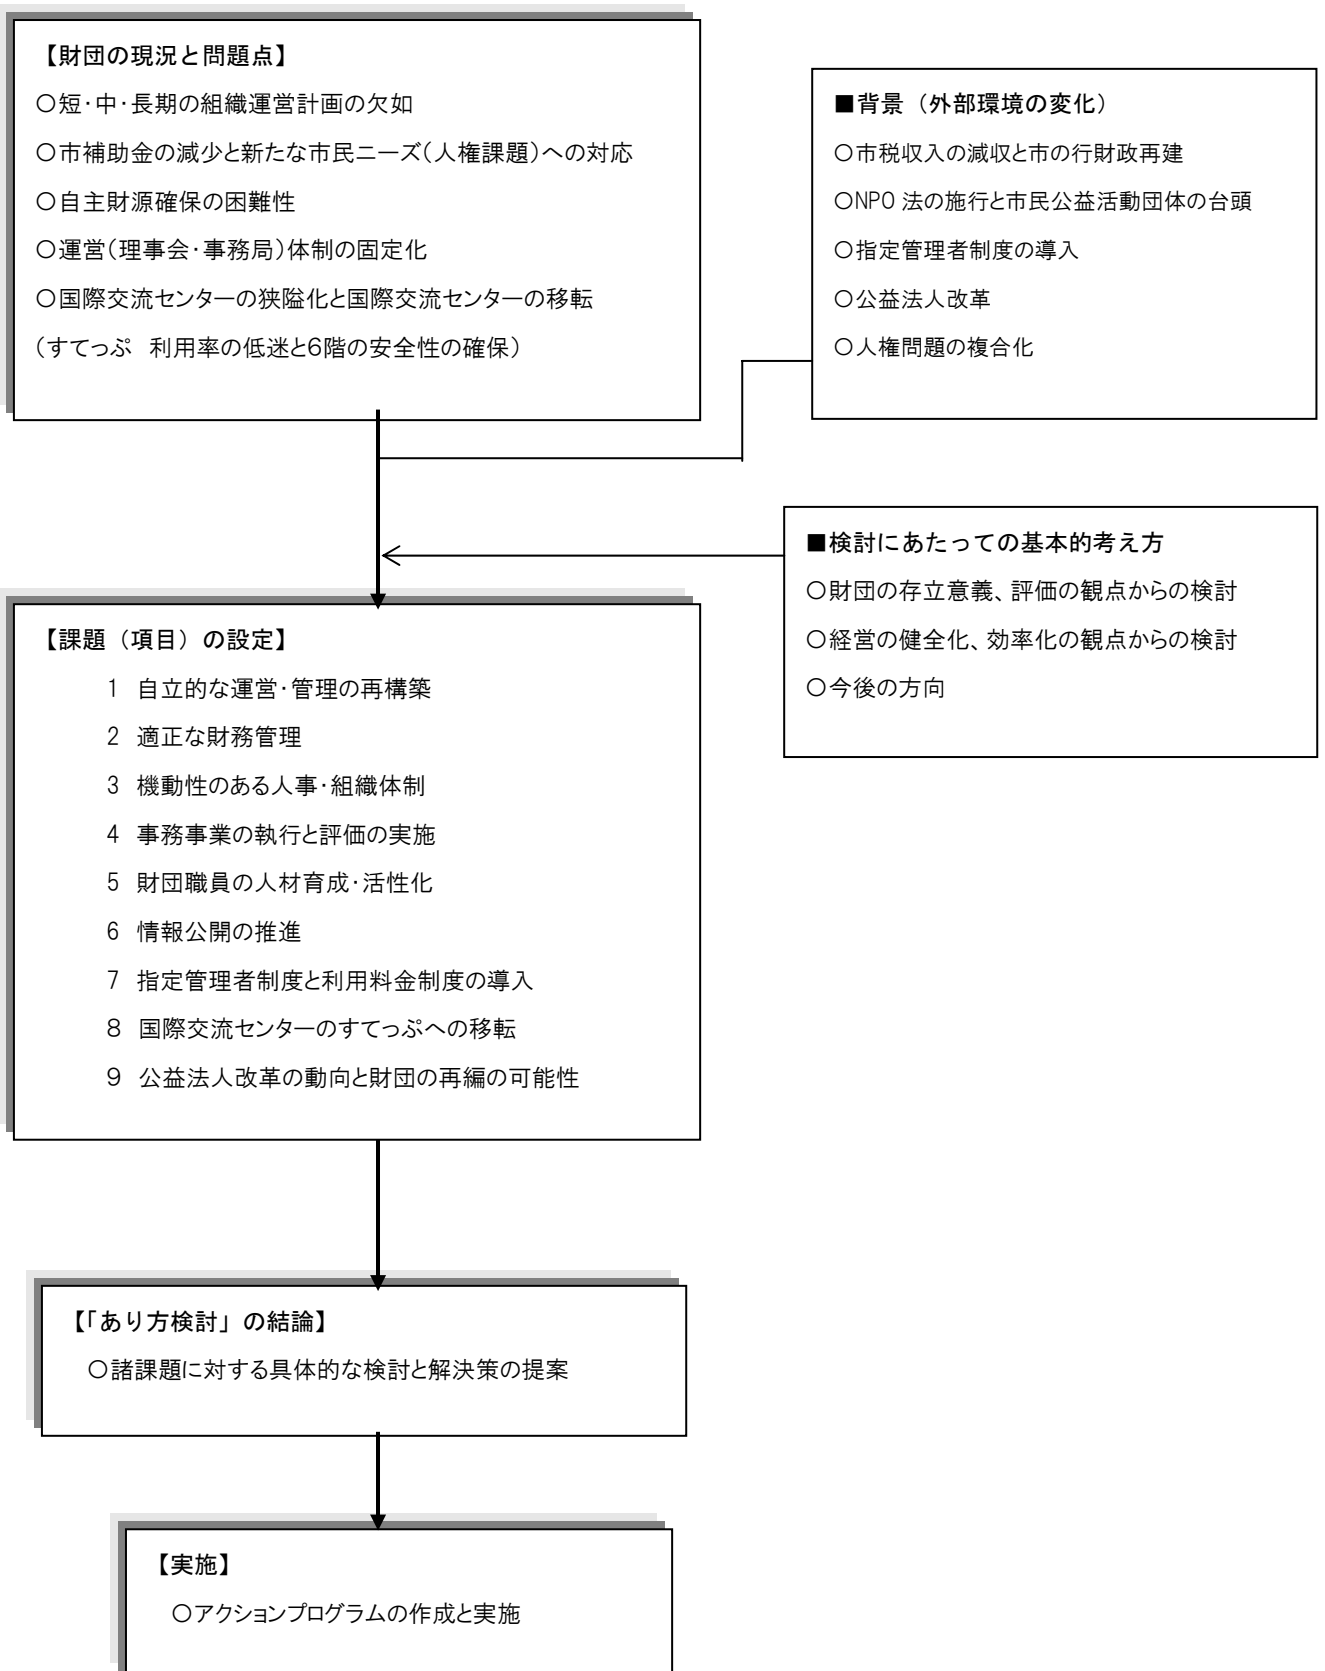 【財団の現況と問題点】
○短・中・長期の組織運営計画の欠如
○市補助金の減少と新たな市民ニーズ(人権課題)への対応
○自主財源確保の困難性
○運営(理事会・事務局)体制の固定化
○国際交流センターの狭隘化と国際交流センターの移転
(すてっぷ 利用率の低迷と6階の安全性の確保)
■背景（外部環境の変化）
○市税収入の減収と市の行財政再建
○NPO 法の施行と市民公益活動団体の台頭
○指定管理者制度の導入
○公益法人改革
○人権問題の複合化
■検討にあたっての基本的考え方
○財団の存立意義、評価の観点からの検討
○経営の健全化、効率化の観点からの検討
○今後の方向
【課題（項目）の設定】
1 自立的な運営・管理の再構築
2 適正な財務管理
3 機動性のある人事・組織体制
4 事務事業の執行と評価の実施
5 財団職員の人材育成・活性化
6 情報公開の推進
7 指定管理者制度と利用料金制度の導入
８ 国際交流センターのすてっぷへの移転
９ 公益法人改革の動向と財団の再編の可能性
【「あり方検討」の結論】
○諸課題に対する具体的な検討と解決策の提案
【実施】
○アクションプログラムの作成と実施